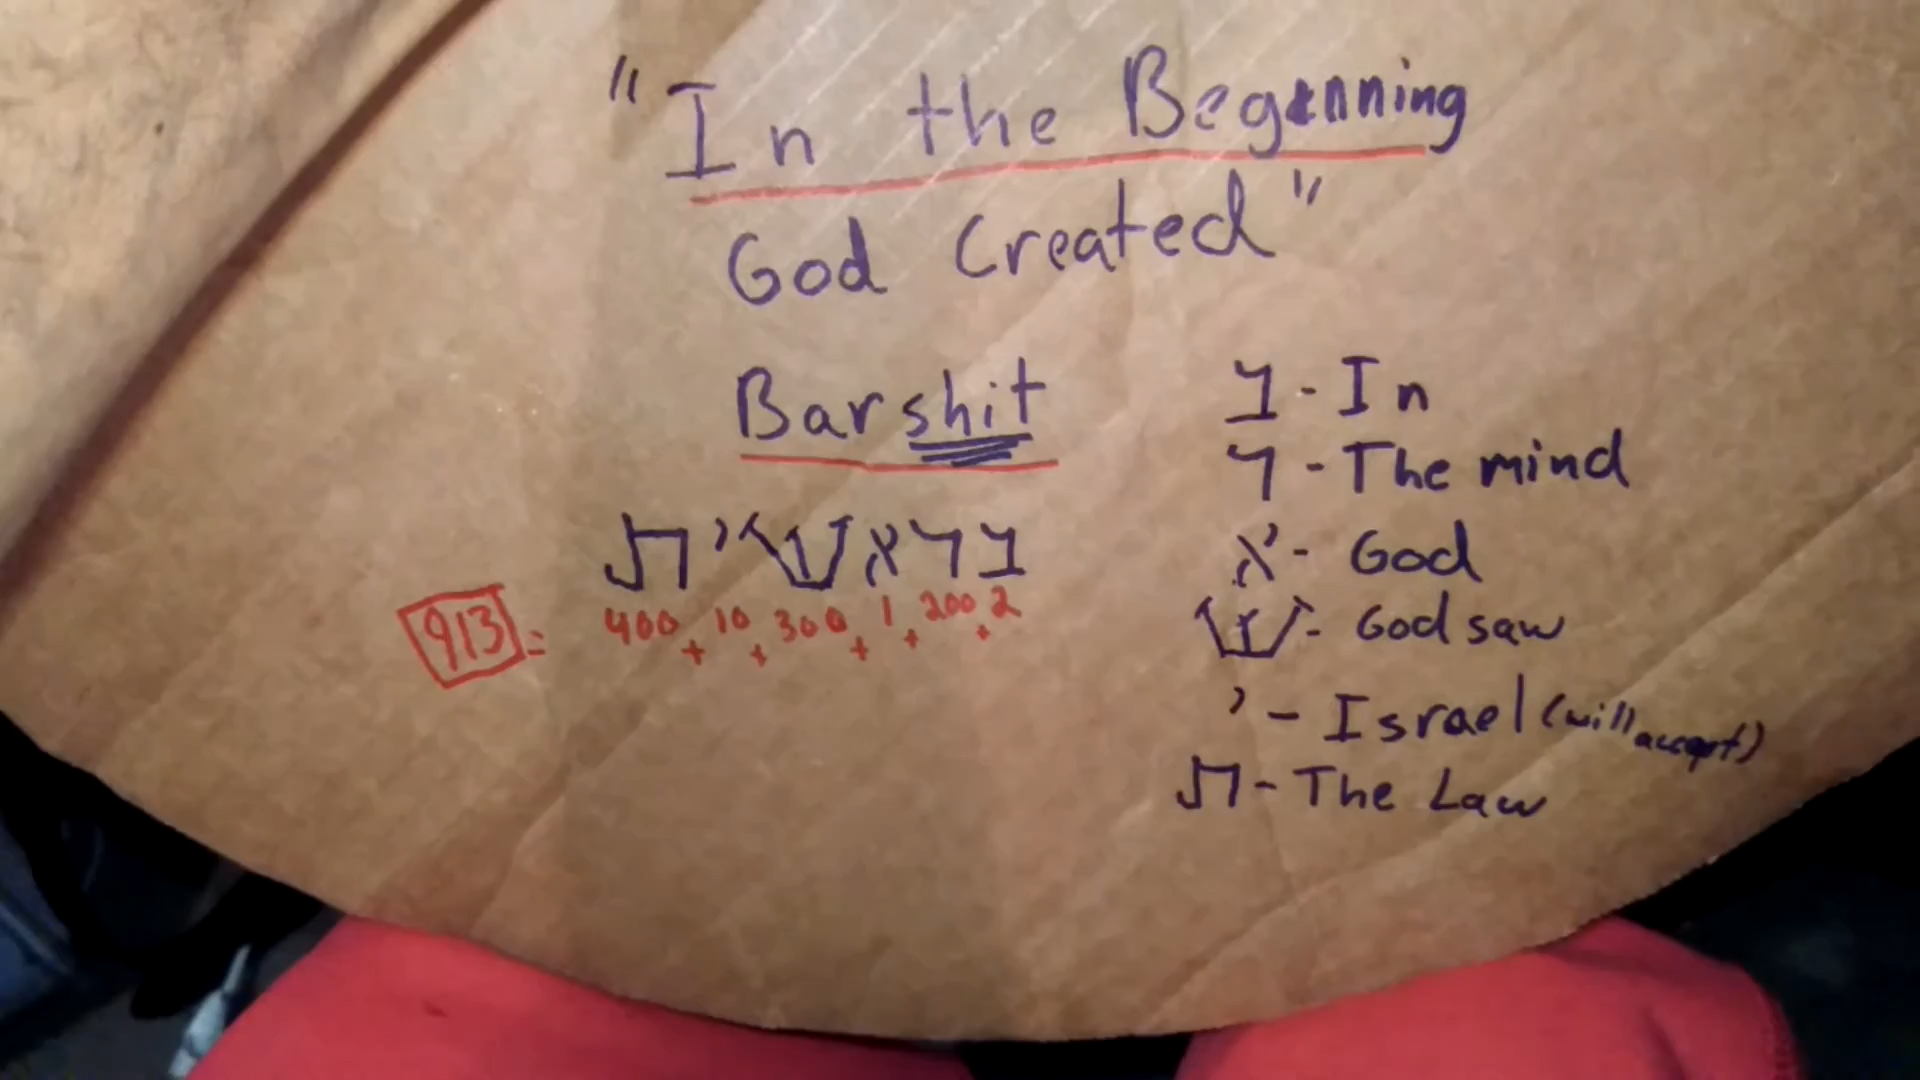 "In the Beginning
God Created"
Barshit
בראשית
913 = 400 + 10 + 300 + 1 + 200 + 2
ב - In
ר - The mind
א - God
ש - God saw
י - Israel (will accept)
ת - The Law